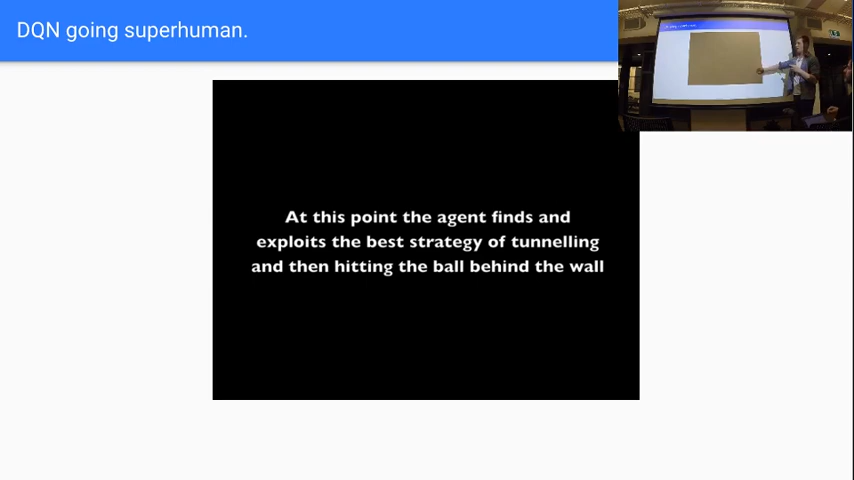 DQN going superhuman.
At this point the agent finds and
exploits the best strategy of tunnelling
and then hitting the ball behind the wall